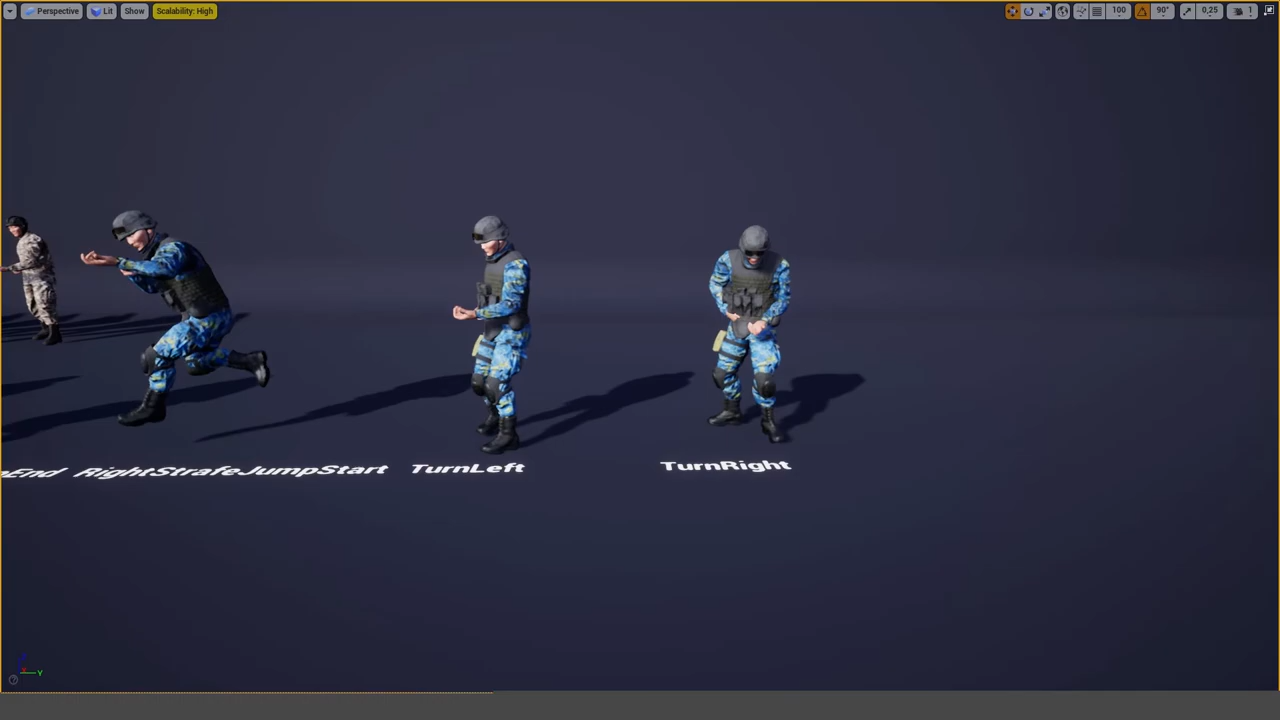 Perspective Lit Show Scalability: High 100 90° 0,25 1
RightStrafeJumpStart TurnLeft TurnRight
Y